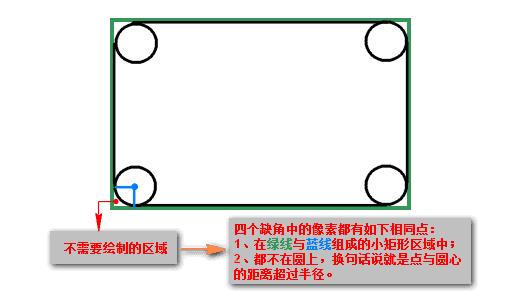 不需要绘制的区域
四个缺角中的像素都有如下相同点：
1、在绿线与蓝线组成的小矩形区域中；
2、都不在圆上，换句话说就是点与圆心
的距离超过半径。